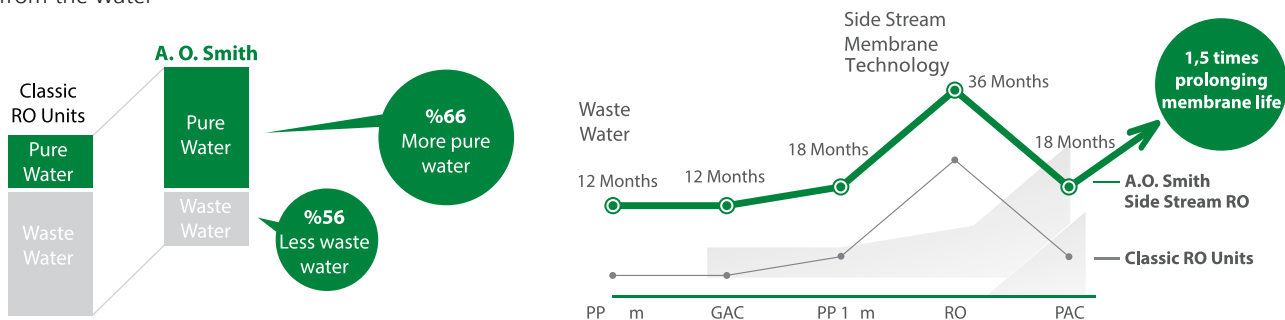 from the water
A. O. Smith
Classic
RO Units
Pure
Water
Waste
Water
Pure
Water
Waste
Water
%66
More pure
water
%56
Less waste
water
Side Stream
Membrane
Technology
Waste
Water
12 Months
12 Months
18 Months
36 Months
18 Months
1,5 times
prolonging
membrane life
A.O. Smith
Side Stream RO
Classic RO Units
PP m
GAC
PP 1 m
RO
PAC